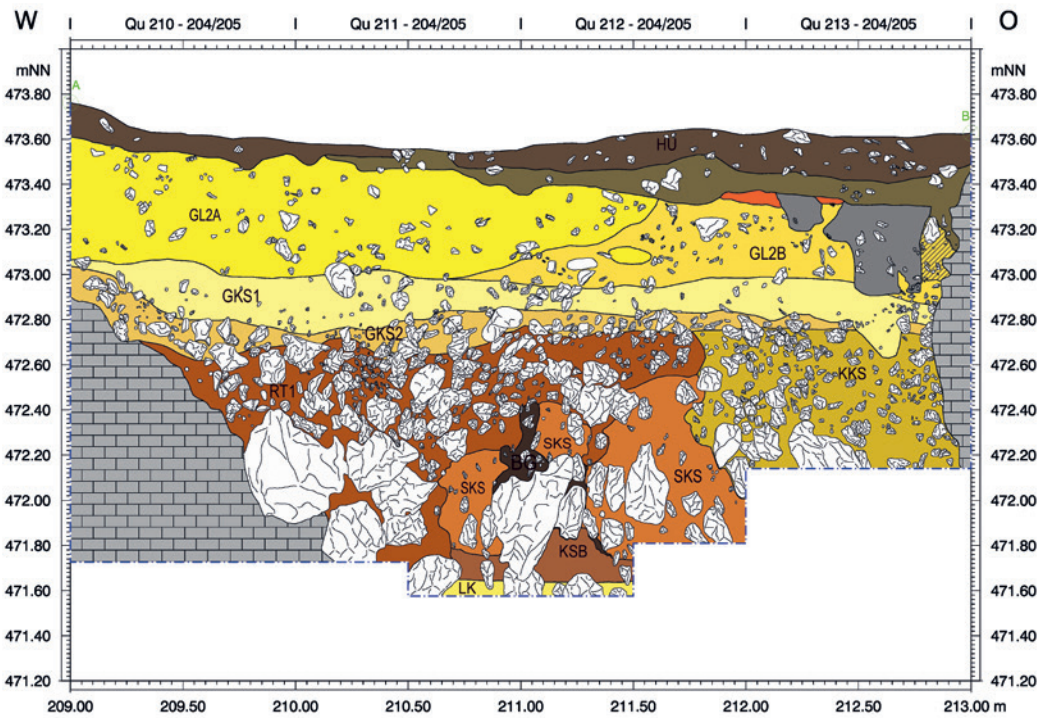 W
O
Qu 210 - 204/205
Qu 211 - 204/205
Qu 212 - 204/205
Qu 213 - 204/205
mNN
mNN
A
B
473.80
473.80
473.60
473.60
473.40
473.40
473.20
473.20
473.00
473.00
472.80
472.80
472.60
472.60
472.40
472.40
472.20
472.20
472.00
472.00
471.80
471.80
471.60
471.60
471.40
471.40
471.20
471.20
HU
GL2A
GL2B
GKS1
GKS2
RT1
KKS
SKS
BG
SKS
SKS
KSB
LK
209.00
209.50
210.00
210.50
211.00
211.50
212.00
212.50
213.00 m